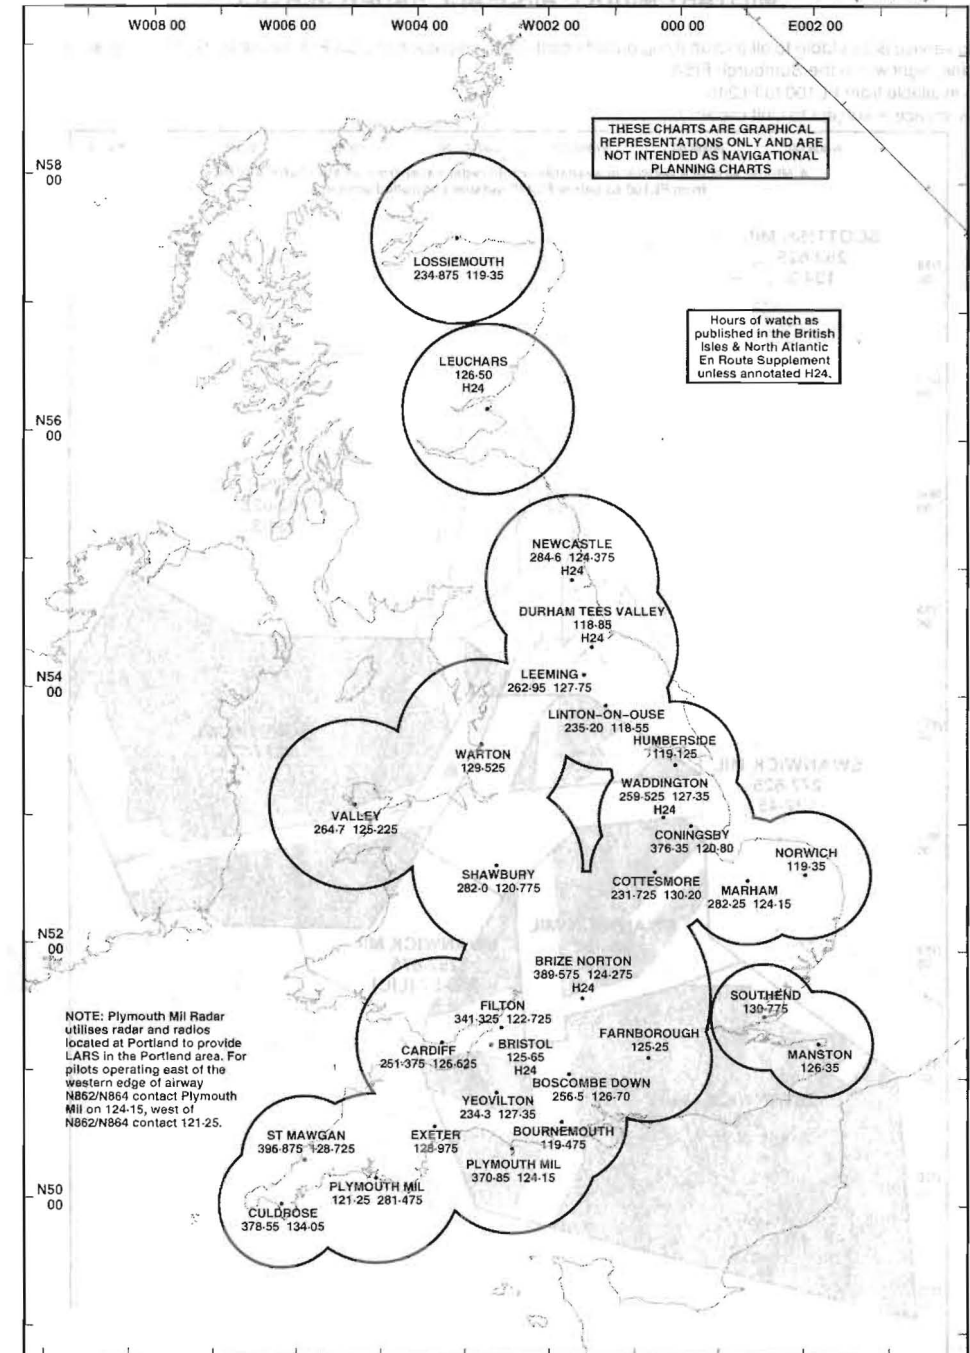 W008 00
W006 00
W004 00
W002 00
000 00
E002 00
THESE CHARTS ARE GRAPHICAL
REPRESENTATIONS ONLY AND ARE
NOT INTENDED AS NAVIGATIONAL
PLANNING CHARTS
N58
00
LOSSIEMOUTH
234·875 119·35
Hours of watch as
published in the British
Isles & North Atlantic
En Route Supplement
unless annotated H24.
LEUCHARS
126·50
H24
N56
00
NEWCASTLE
284·6 124·375
H24
DURHAM TEES VALLEY
118·85
H24
N54
00
LEEMING
262·95 127·75
LINTON-ON-OUSE
235·20 118·55
HUMBERSIDE
119·125
WARTON
129·525
WADDINGTON
259·525 127·35
H24
VALLEY
264·7 125·225
CONINGSBY
376·35 120·80
NORWICH
119·35
SHAWBURY
282·0 120·775
COTTESMORE
231·725 130·20
MARHAM
282·25 124·15
N52
00
BRIZE NORTON
389·575 124·275
H24
SOUTHEND
130·775
FILTON
341·325 122·725
NOTE: Plymouth Mil Radar
utilises radar and radios
located at Portland to provide
LARS in the Portland area. For
pilots operating east of the
western edge of airway
N862/N864 contact Plymouth
Mil on 124·15, west of
N862/N864 contact 121·25.
FARNBOROUGH
125·25
CARDIFF
251·375 126·625
BRISTOL
125·65
H24
MANSTON
126·35
BOSCOMBE DOWN
256·5 126·70
YEOVILTON
234·3 127·35
ST MAWGAN
396·875 128·725
EXETER
128·975
BOURNEMOUTH
119·475
PLYMOUTH MIL
370·85 124·15
PLYMOUTH MIL
121·25 281·475
N50
00
CULDROSE
378·55 134·05